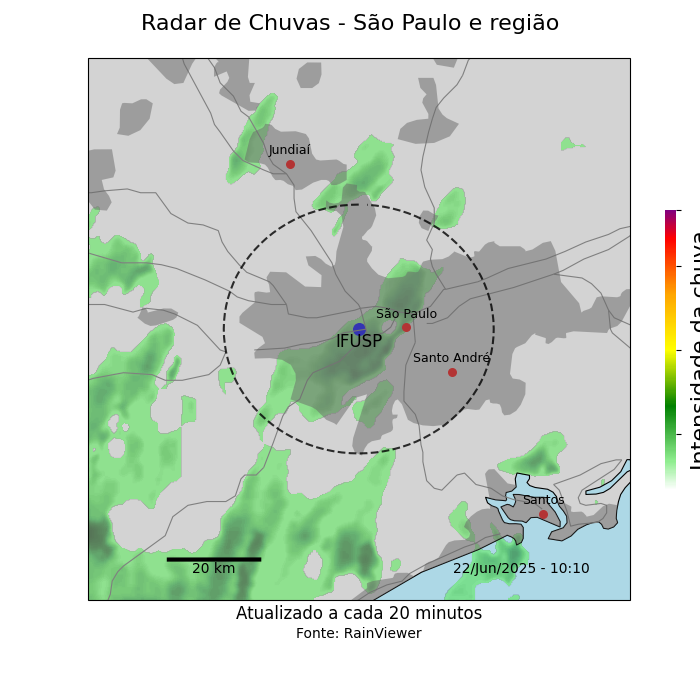 Radar de Chuvas - São Paulo e região
Jundiaí
São Paulo
IFUSP
Santo André
Santos
20 km
22/Jun/2025 - 10:10
Intensidade da chuva
Atualizado a cada 20 minutos
Fonte: RainViewer